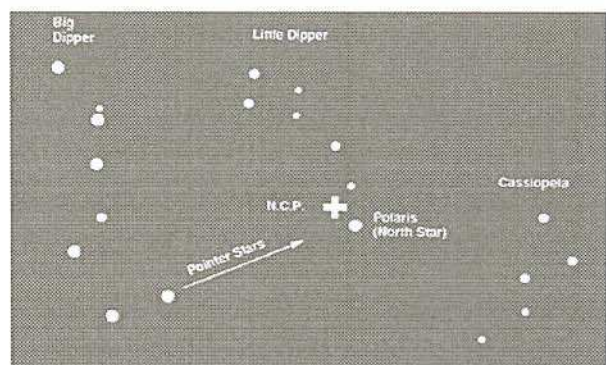 Big
Dipper
Little Dipper
Cassiopeia
N.C.P.
Polaris
(North Star)
Pointer Stars